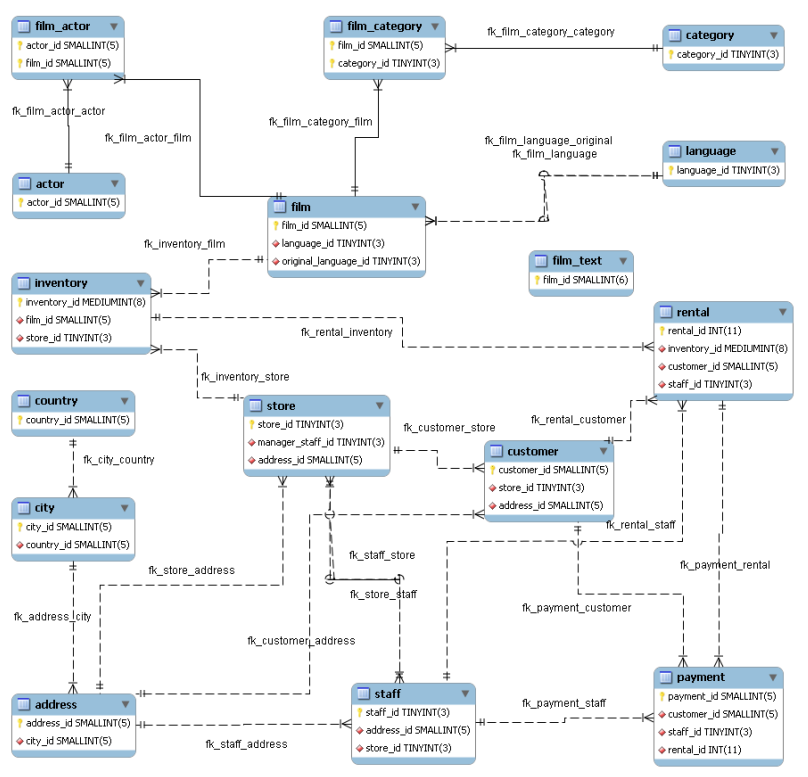 film_actor
actor_id SMALLINT(5)
film_id SMALLINT(5)
film_category
film_id SMALLINT(5)
category_id TINYINT(3)
fk_film_category_category
category
category_id TINYINT(3)
fk_film_actor_actor
fk_film_actor_film
fk_film_category_film
fk_film_language_original
fk_film_language
language
language_id TINYINT(3)
actor
actor_id SMALLINT(5)
film
film_id SMALLINT(5)
language_id TINYINT(3)
original_language_id TINYINT(3)
fk_inventory_film
film_text
film_id SMALLINT(6)
inventory
inventory_id MEDIUMINT(8)
film_id SMALLINT(5)
store_id TINYINT(3)
fk_rental_inventory
rental
rental_id INT(11)
inventory_id MEDIUMINT(8)
customer_id SMALLINT(5)
staff_id TINYINT(3)
fk_inventory_store
country
country_id SMALLINT(5)
store
store_id TINYINT(3)
manager_staff_id TINYINT(3)
address_id SMALLINT(5)
fk_customer_store
fk_rental_customer
customer
customer_id SMALLINT(5)
store_id TINYINT(3)
address_id SMALLINT(5)
fk_city_country
city
city_id SMALLINT(5)
country_id SMALLINT(5)
fk_rental_staff
fk_staff_store
fk_store_staff
fk_store_address
fk_payment_rental
fk_address_city
fk_customer_address
fk_payment_customer
address
address_id SMALLINT(5)
city_id SMALLINT(5)
fk_staff_address
staff
staff_id TINYINT(3)
address_id SMALLINT(5)
store_id TINYINT(3)
fk_payment_staff
payment
payment_id SMALLINT(5)
customer_id SMALLINT(5)
staff_id TINYINT(3)
rental_id INT(11)